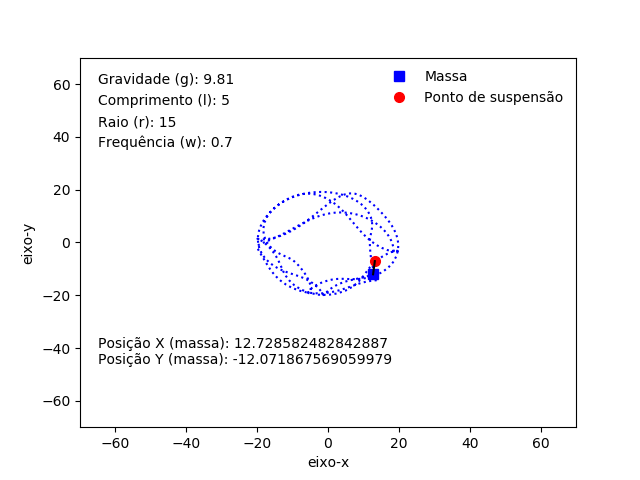 Gravidade (g): 9.81
Comprimento (l): 5
Raio (r): 15
Frequência (w): 0.7
Massa
Ponto de suspensão
Posição X (massa): 12.728582482842887
Posição Y (massa): -12.071867569059979
eixo-y
60
40
20
0
−20
−40
−60
−60
−40
−20
0
20
40
60
eixo-x